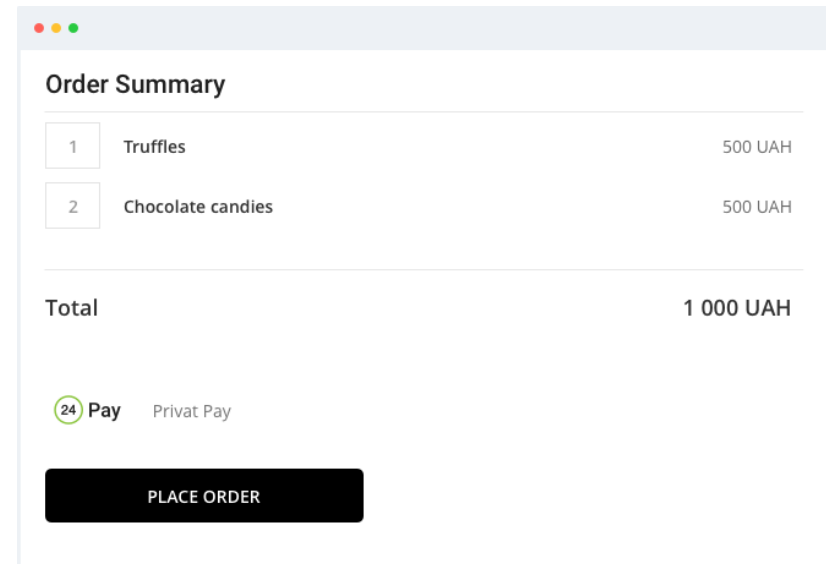 Order Summary
1 Truffles 500 UAH
2 Chocolate candies 500 UAH
Total 1 000 UAH
24 Pay Privat Pay
PLACE ORDER